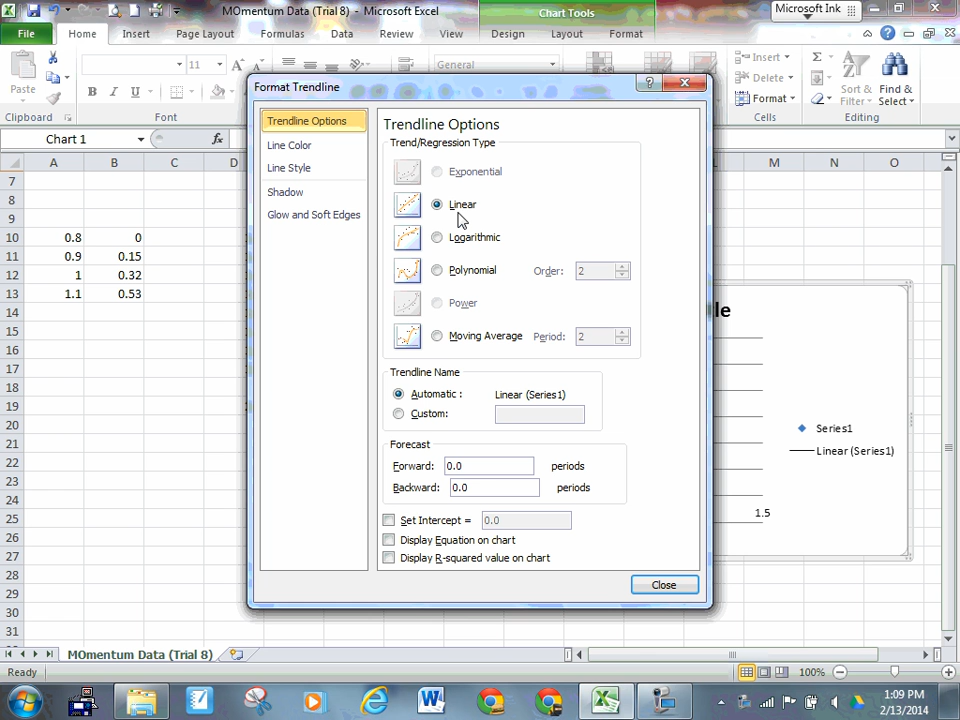 MOmentum Data (Trial 8) - Microsoft Excel
Chart Tools
Microsoft Ink
File Home Insert Page Layout Formulas Data Review View Design Layout Format
Paste
11
General
Insert
Delete
Format
Sort & Filter
Find & Select
Clipboard Font Cells Editing
Chart 1
fx
A B C D L M N O
7
8
9
10 0.8 0
11 0.9 0.15
12 1 0.32
13 1.1 0.53
14
15
16
17
18
19
20
21
22
23
24
25
26
27
28
29
30
31
Format Trendline
Trendline Options
Line Color
Line Style
Shadow
Glow and Soft Edges
Trendline Options
Trend/Regression Type
Exponential
Linear
Logarithmic
Polynomial Order: 2
Power
Moving Average Period: 2
Trendline Name
Automatic : Linear (Series1)
Custom:
Forecast
Forward: 0.0 periods
Backward: 0.0 periods
Set Intercept = 0.0
Display Equation on chart
Display R-squared value on chart
Close
le
Series1
Linear (Series1)
1.5
MOmentum Data (Trial 8)
Ready
100%
1:09 PM
2/13/2014